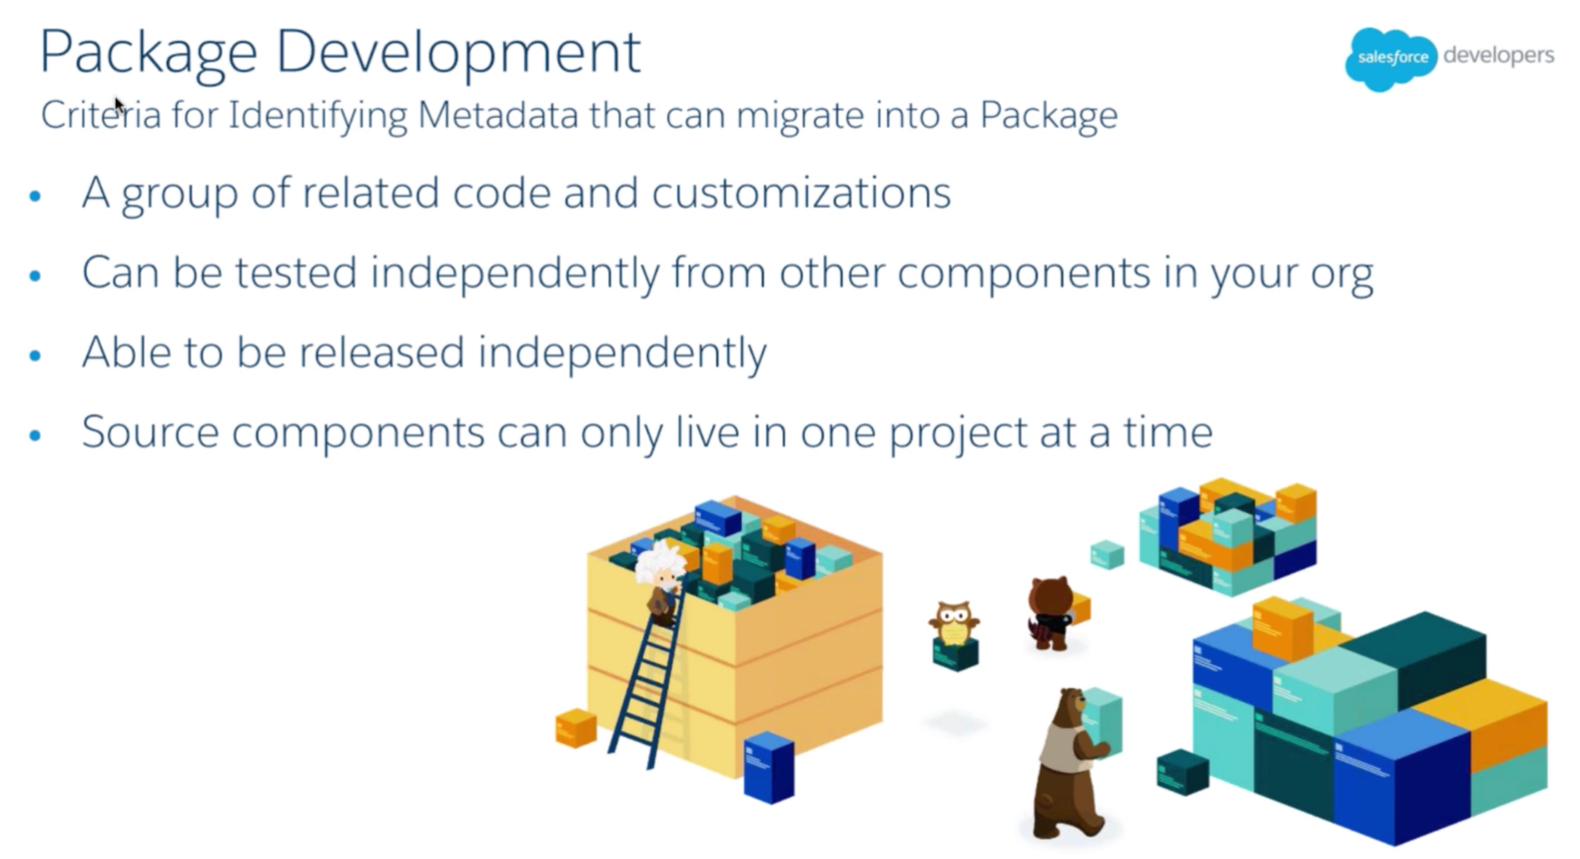 Package Development
salesforce developers
Criteria for Identifying Metadata that can migrate into a Package
• A group of related code and customizations
• Can be tested independently from other components in your org
• Able to be released independently
• Source components can only live in one project at a time